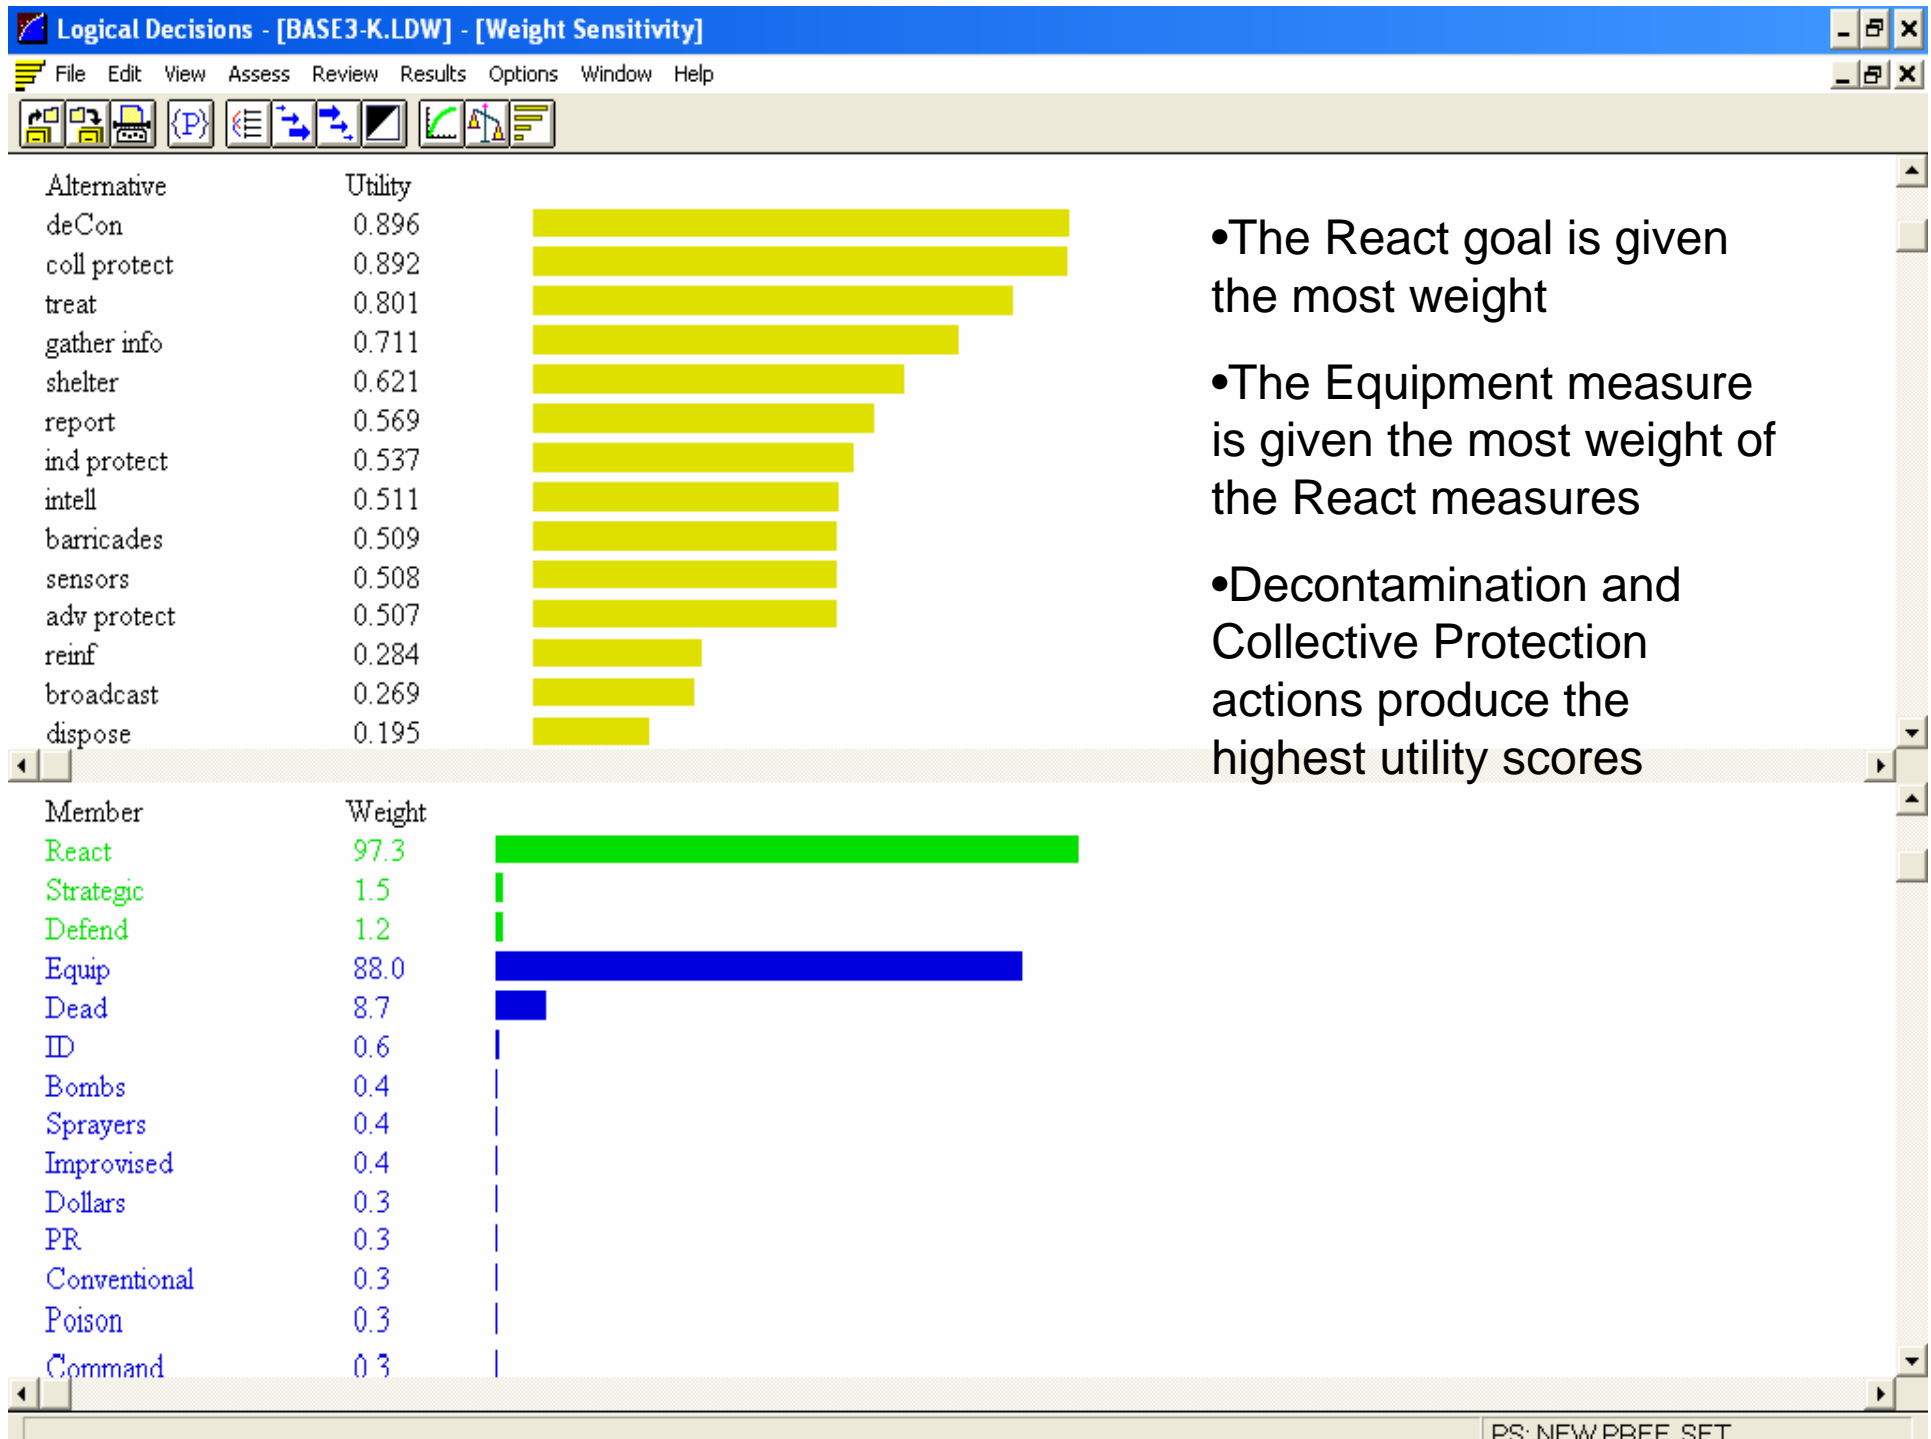 Logical Decisions - [BASE3-K.LDW] - [Weight Sensitivity]
File Edit View Assess Review Results Options Window Help
{P}
Alternative Utility
deCon 0.896
coll protect 0.892
treat 0.801
gather info 0.711
shelter 0.621
report 0.569
ind protect 0.537
intell 0.511
barricades 0.509
sensors 0.508
adv protect 0.507
reinf 0.284
broadcast 0.269
dispose 0.195
•The React goal is given
the most weight
•The Equipment measure
is given the most weight of
the React measures
•Decontamination and
Collective Protection
actions produce the
highest utility scores
Member Weight
React 97.3
Strategic 1.5
Defend 1.2
Equip 88.0
Dead 8.7
ID 0.6
Bombs 0.4
Sprayers 0.4
Improvised 0.4
Dollars 0.3
PR 0.3
Conventional 0.3
Poison 0.3
Command 0.3
PS: NEW PREF. SET